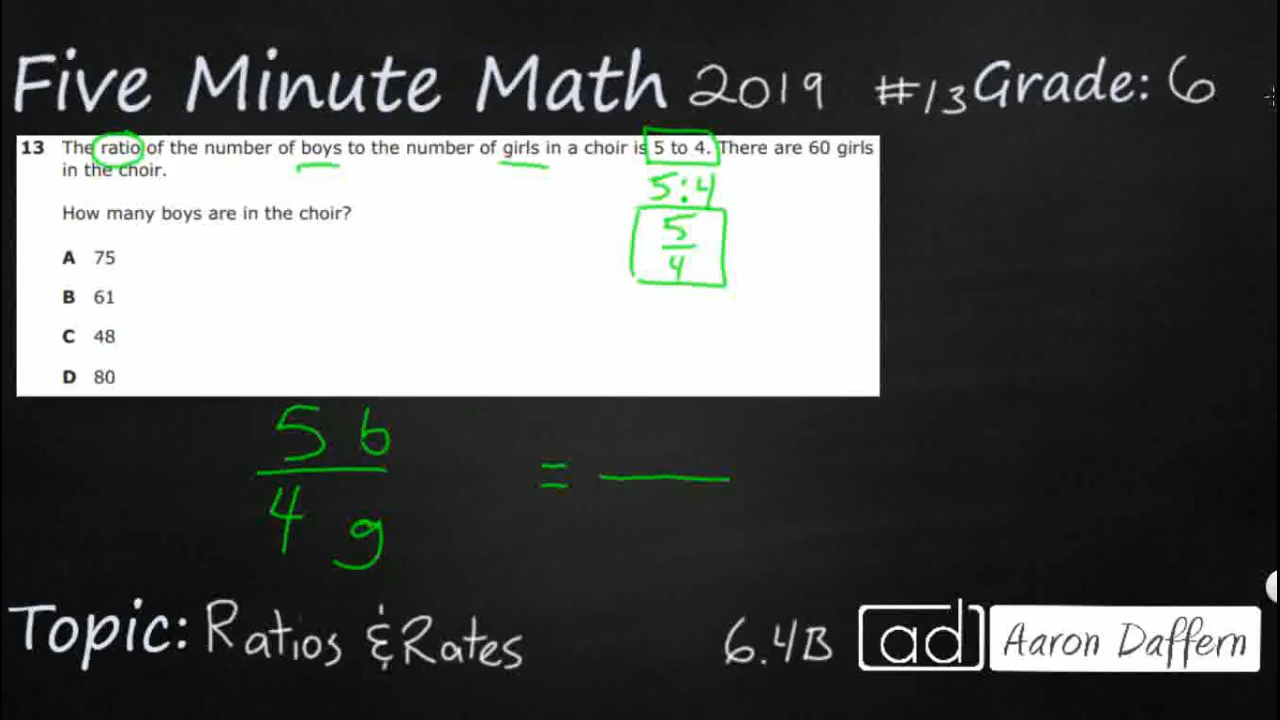 Five Minute Math 2019 #13 Grade: 6
13 The ratio of the number of boys to the number of girls in a choir is 5 to 4. There are 60 girls
in the choir.
5:4
How many boys are in the choir?
5
4
A 75
B 61
C 48
D 80
5 b
=
4 g
Topic: Ratios & Rates 6.4B ad Aaron Daffern